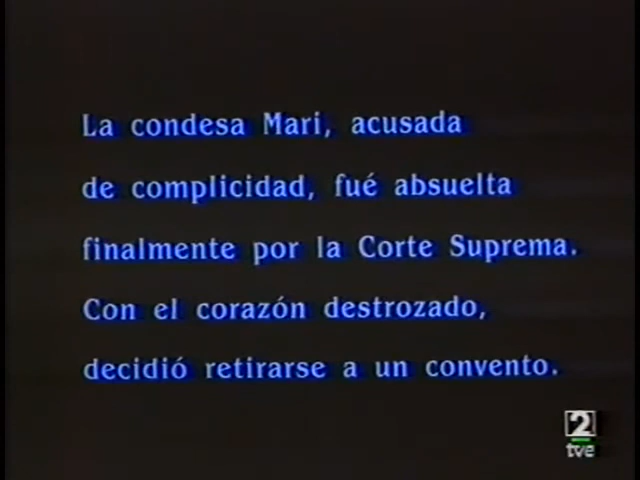 La condesa Mari, acusada
de complicidad, fué absuelta
finalmente por la Corte Suprema.
Con el corazón destrozado,
decidió retirarse a un convento.
2
tve